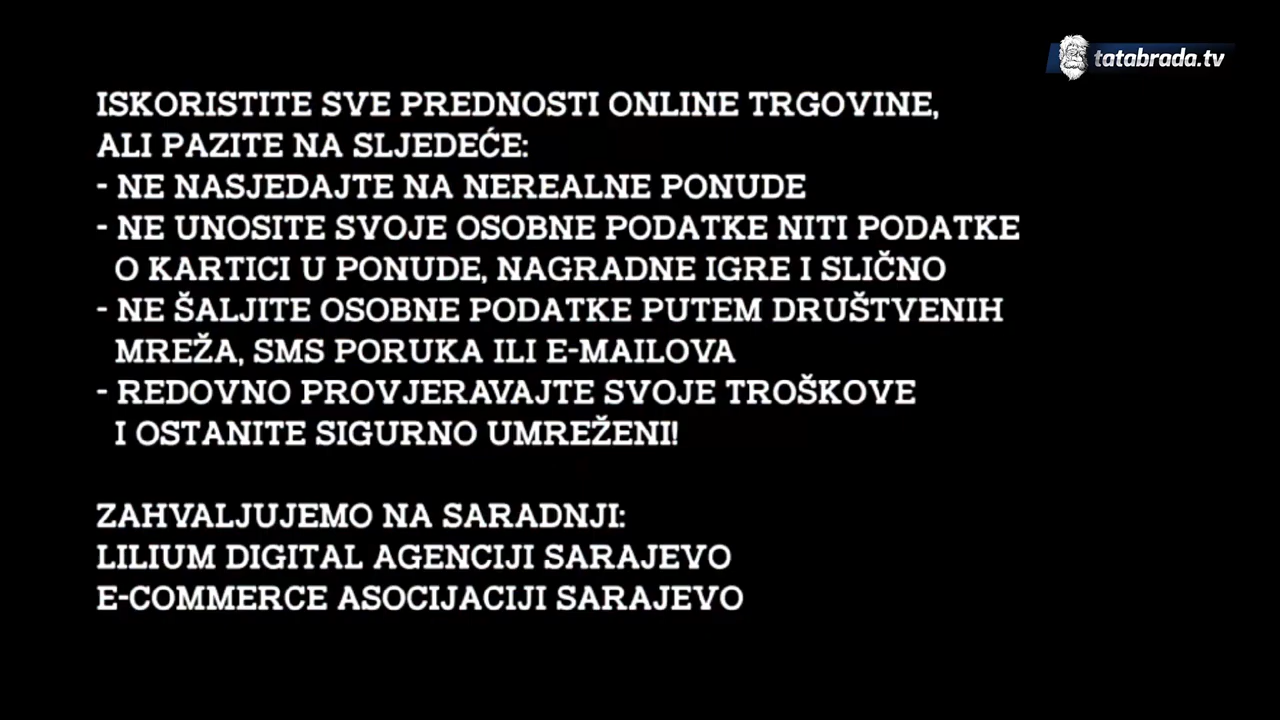 tatabrada.tv
ISKORISTITE SVE PREDNOSTI ONLINE TRGOVINE,
ALI PAZITE NA SLJEDEĆE:
- NE NASJEDAJTE NA NEREALNE PONUDE
- NE UNOSITE SVOJE OSOBNE PODATKE NITI PODATKE
O KARTICI U PONUDE, NAGRADNE IGRE I SLIČNO
- NE ŠALJITE OSOBNE PODATKE PUTEM DRUŠTVENIH
MREŽA, SMS PORUKA ILI E-MAILOVA
- REDOVNO PROVJERAVAJTE SVOJE TROŠKOVE
I OSTANITE SIGURNO UMREŽENI!
ZAHVALJUJEMO NA SARADNJI:
LILIUM DIGITAL AGENCIJI SARAJEVO
E-COMMERCE ASOCIJACIJI SARAJEVO